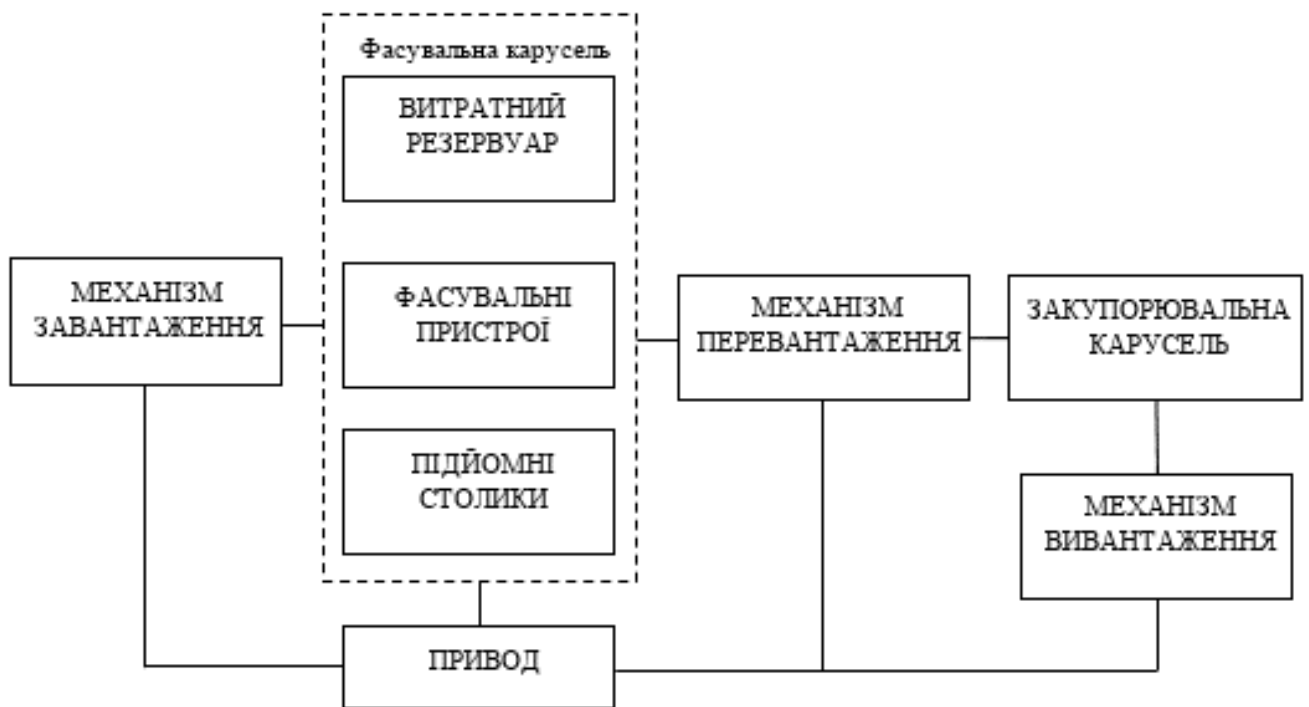 Фасувальна карусель
ВИТРАТНИЙ
РЕЗЕРВУАР
МЕХАНІЗМ
ЗАВАНТАЖЕННЯ
ФАСУВАЛЬНІ
ПРИСТРОЇ
МЕХАНІЗМ
ПЕРЕВАНТАЖЕННЯ
ЗАКУПОРЮВАЛЬНА
КАРУСЕЛЬ
ПІДЙОМНІ
СТОЛИКИ
МЕХАНІЗМ
ВИВАНТАЖЕННЯ
ПРИВОД